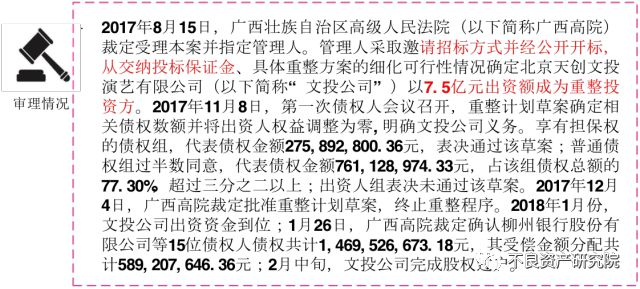 审理情况
2017年8月15日，广西壮族自治区高级人民法院（以下简称广西高院）
裁定受理本案并指定管理人。管理人采取邀请招标方式并经公开开标，
从交纳投标保证金、具体重整方案的细化可行性情况确定北京天创文投
演艺有限公司（以下简称“文投公司”）以7.5亿元出资额成为重整投
资方。2017年11月8日，第一次债权人会议召开，重整计划草案确定相
关债权数额并将出资人权益调整为零，明确文投公司义务。享有担保权
的债权组，代表债权金额275,892,800.36元，表决通过该草案；普通债
权组过半数同意，代表债权金额761,128,974.33元，占该组债权总额的
77.30% 超过三分之二以上；出资人组表决未通过该草案。2017年12月
4日，广西高院裁定批准重整计划草案，终止重整程序。2018年1月份，
文投公司出资资金到位；1月26日，广西高院裁定确认柳州银行股份有
限公司等15位债权人债权共计1,469,526,673.18元，其受偿金额分配共
计589,207,646.36元；2月中旬，文投公司完成股权过
不良资产研究院